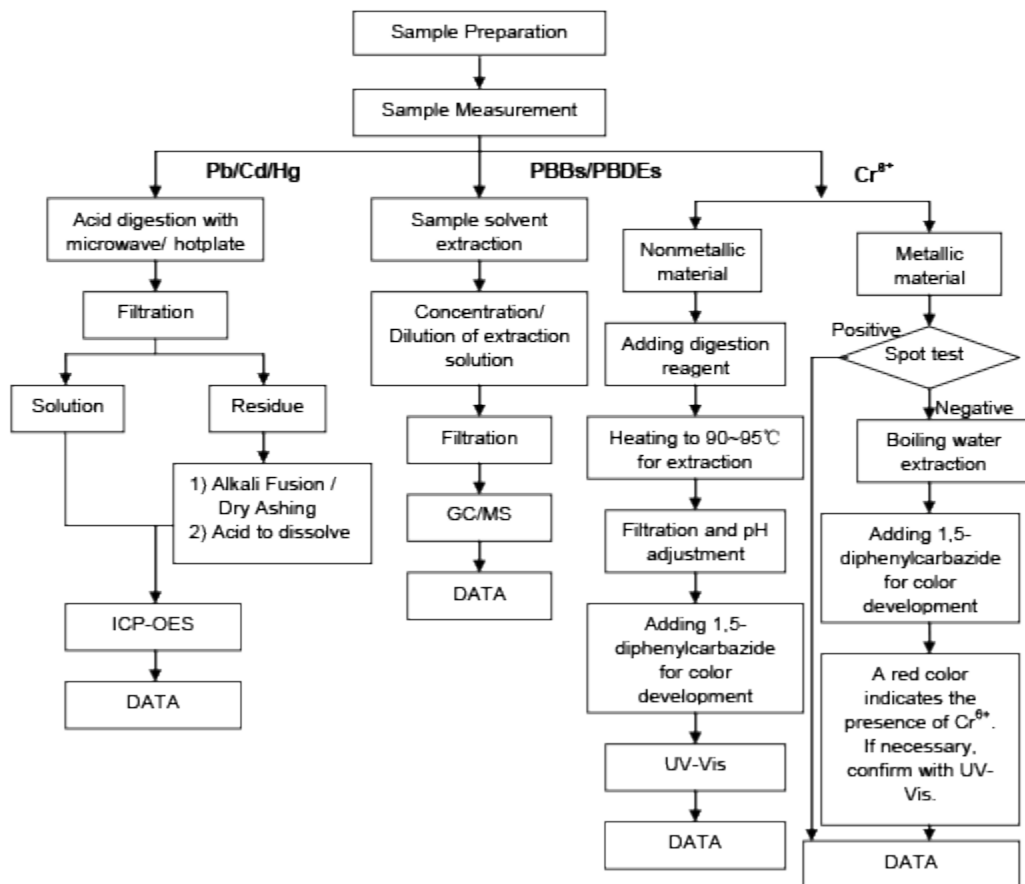 Sample Preparation
Sample Measurement
Pb/Cd/Hg
PBBs/PBDEs
Cr⁶⁺
Acid digestion with
microwave/ hotplate
Filtration
Solution
Residue
1) Alkali Fusion /
Dry Ashing
2) Acid to dissolve
ICP-OES
DATA
Sample solvent
extraction
Concentration/
Dilution of extraction
solution
Filtration
GC/MS
DATA
Nonmetallic
material
Adding digestion
reagent
Heating to 90~95℃
for extraction
Filtration and pH
adjustment
Adding 1,5-
diphenylcarbazide
for color
development
UV-Vis
DATA
Metallic
material
Positive
Spot test
Negative
Boiling water
extraction
Adding 1,5-
diphenylcarbazide
for color
development
A red color
indicates the
presence of Cr⁶⁺.
If necessary,
confirm with UV-
Vis.
DATA